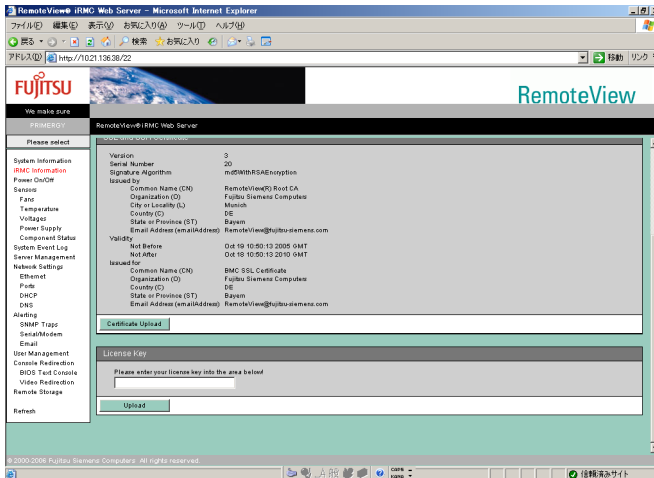 RemoteView® iRMC Web Server - Microsoft Internet Explorer
ファイル(F) 編集(E) 表示(V) お気に入り(A) ツール(T) ヘルプ(H)
戻る 検索 お気に入り
アドレス(D) http://10.21.136.38/22 移動 リンク
FUJITSU
RemoteView
We make sure
PRIMERGY
RemoteView®iRMC Web Server
Please select
System Information
iRMC Information
Power On/Off
Sensors
Fans
Temperature
Voltages
Power Supply
Component Status
System Event Log
Server Management
Network Settings
Ethernet
Ports
DHCP
DNS
Alerting
SNMP Traps
Serial/Modem
Email
User Management
Console Redirection
BIOS Text Console
Video Redirection
Remote Storage
Refresh
Version 3
Serial Number 20
Signature Algorithm md5WithRSAEncryption
Issued by
Common Name (CN) RemoteView(R) Root CA
Organization (O) Fujitsu Siemens Computers
City or Locality (L) Munich
Country (C) DE
State or Province (ST) Bayern
Email Address (emailAddress) RemoteView@fujitsu-siemens.com
Validity
Not Before Oct 19 10:50:13 2005 GMT
Not After Oct 18 10:50:13 2010 GMT
Issued for
Common Name (CN) BMC SSL Certificate
Organization (O) Fujitsu Siemens Computers
Country (C) DE
State or Province (ST) Bayern
Email Address (emailAddress) RemoteView@fujitsu-siemens.com
Certificate Upload
License Key
Please enter your license key into the area below!
Upload
© 2000-2006 Fujitsu Siemens Computers All rights reserved.
A 般 CAPS
KANA
信頼済みサイト